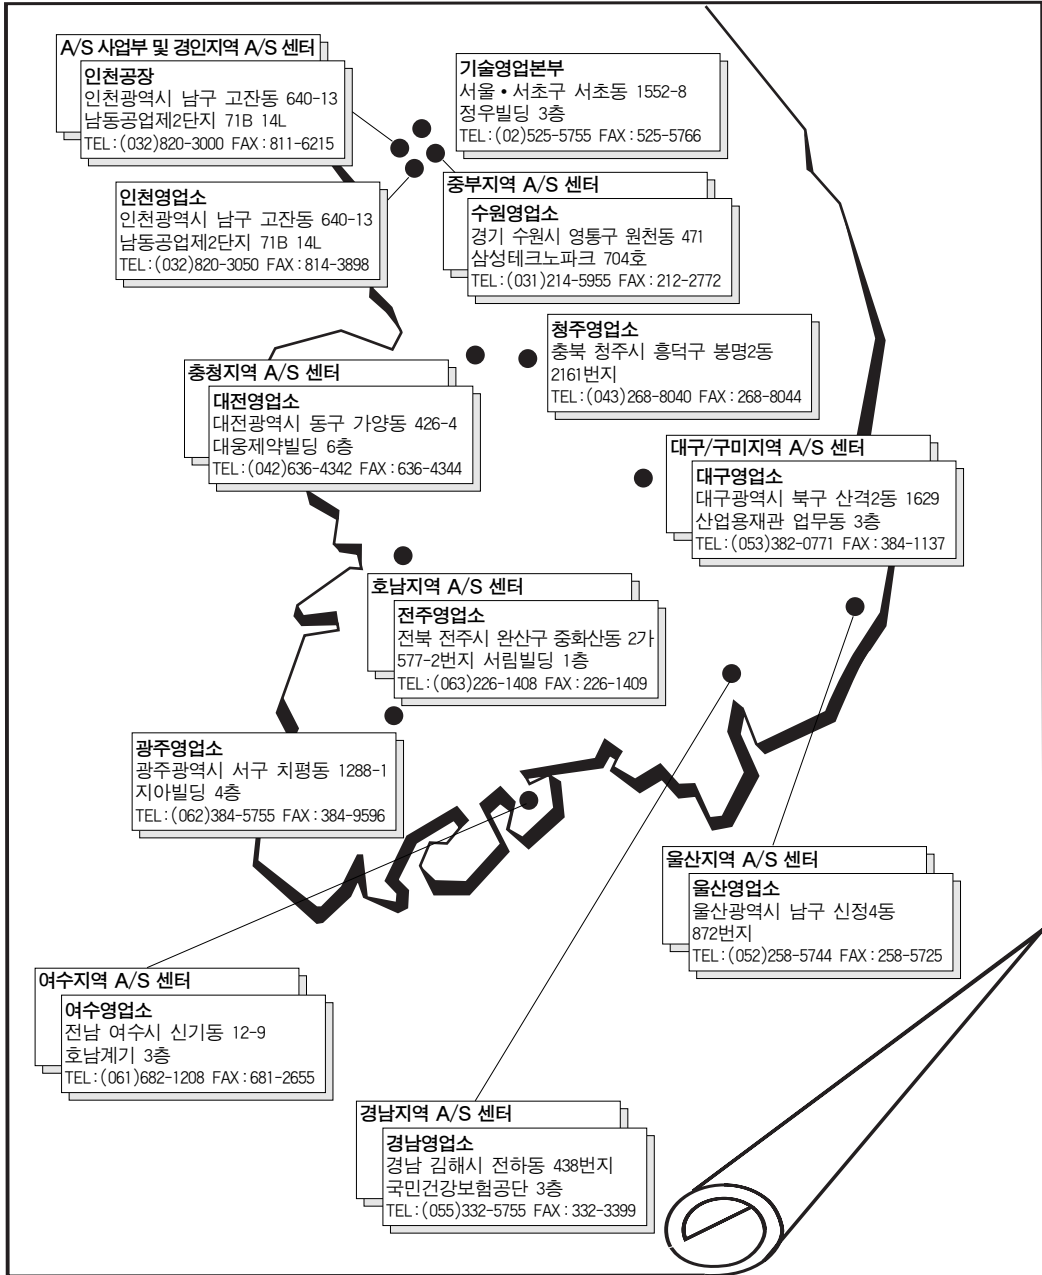 A/S 사업부 및 경인지역 A/S 센터
인천공장
인천광역시 남구 고잔동 640-13
남동공업제2단지 71B 14L
TEL:(032)820-3000 FAX:811-6215
기술영업본부
서울·서초구 서초동 1552-8
정우빌딩 3층
TEL:(02)525-5755 FAX:525-5766
인천영업소
인천광역시 남구 고잔동 640-13
남동공업제2단지 71B 14L
TEL:(032)820-3050 FAX:814-3898
중부지역 A/S 센터
수원영업소
경기 수원시 영통구 원천동 471
삼성테크노파크 704호
TEL:(031)214-5955 FAX:212-2772
청주영업소
충북 청주시 흥덕구 봉명2동
2161번지
TEL:(043)268-8040 FAX:268-8044
충청지역 A/S 센터
대전영업소
대전광역시 동구 가양동 426-4
대웅제약빌딩 6층
TEL:(042)636-4342 FAX:636-4344
대구/구미지역 A/S 센터
대구영업소
대구광역시 북구 산격2동 1629
산업용재관 업무동 3층
TEL:(053)382-0771 FAX:384-1137
호남지역 A/S 센터
전주영업소
전북 전주시 완산구 중화산동 2가
577-2번지 서림빌딩 1층
TEL:(063)226-1408 FAX:226-1409
광주영업소
광주광역시 서구 치평동 1288-1
지아빌딩 4층
TEL:(062)384-5755 FAX:384-9596
울산지역 A/S 센터
울산영업소
울산광역시 남구 신정4동
872번지
TEL:(052)258-5744 FAX:258-5725
여수지역 A/S 센터
여수영업소
전남 여수시 신기동 12-9
호남계기 3층
TEL:(061)682-1208 FAX:681-2655
경남지역 A/S 센터
경남영업소
경남 김해시 전하동 438번지
국민건강보험공단 3층
TEL:(055)332-5755 FAX:332-3399